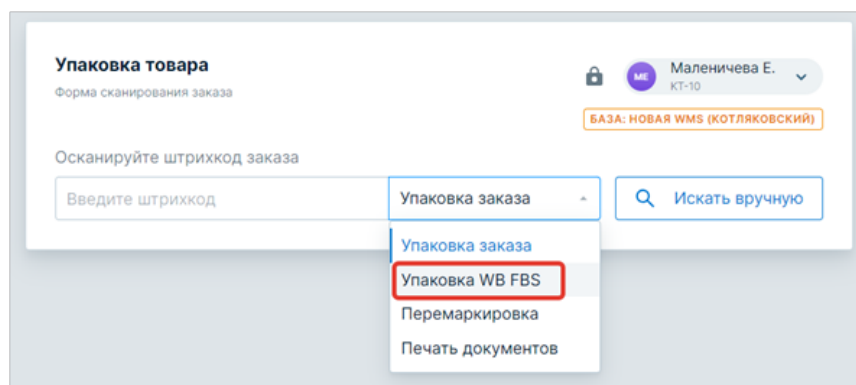 Упаковка товара
Форма сканирования заказа
МЕ
Маленичева Е.
КТ-10
БАЗА: НОВАЯ WMS (КОТЛЯКОВСКИЙ)
Осканируйте штрихкод заказа
Введите штрихкод
Упаковка заказа
Искать вручную
Упаковка заказа
Упаковка WB FBS
Перемаркировка
Печать документов